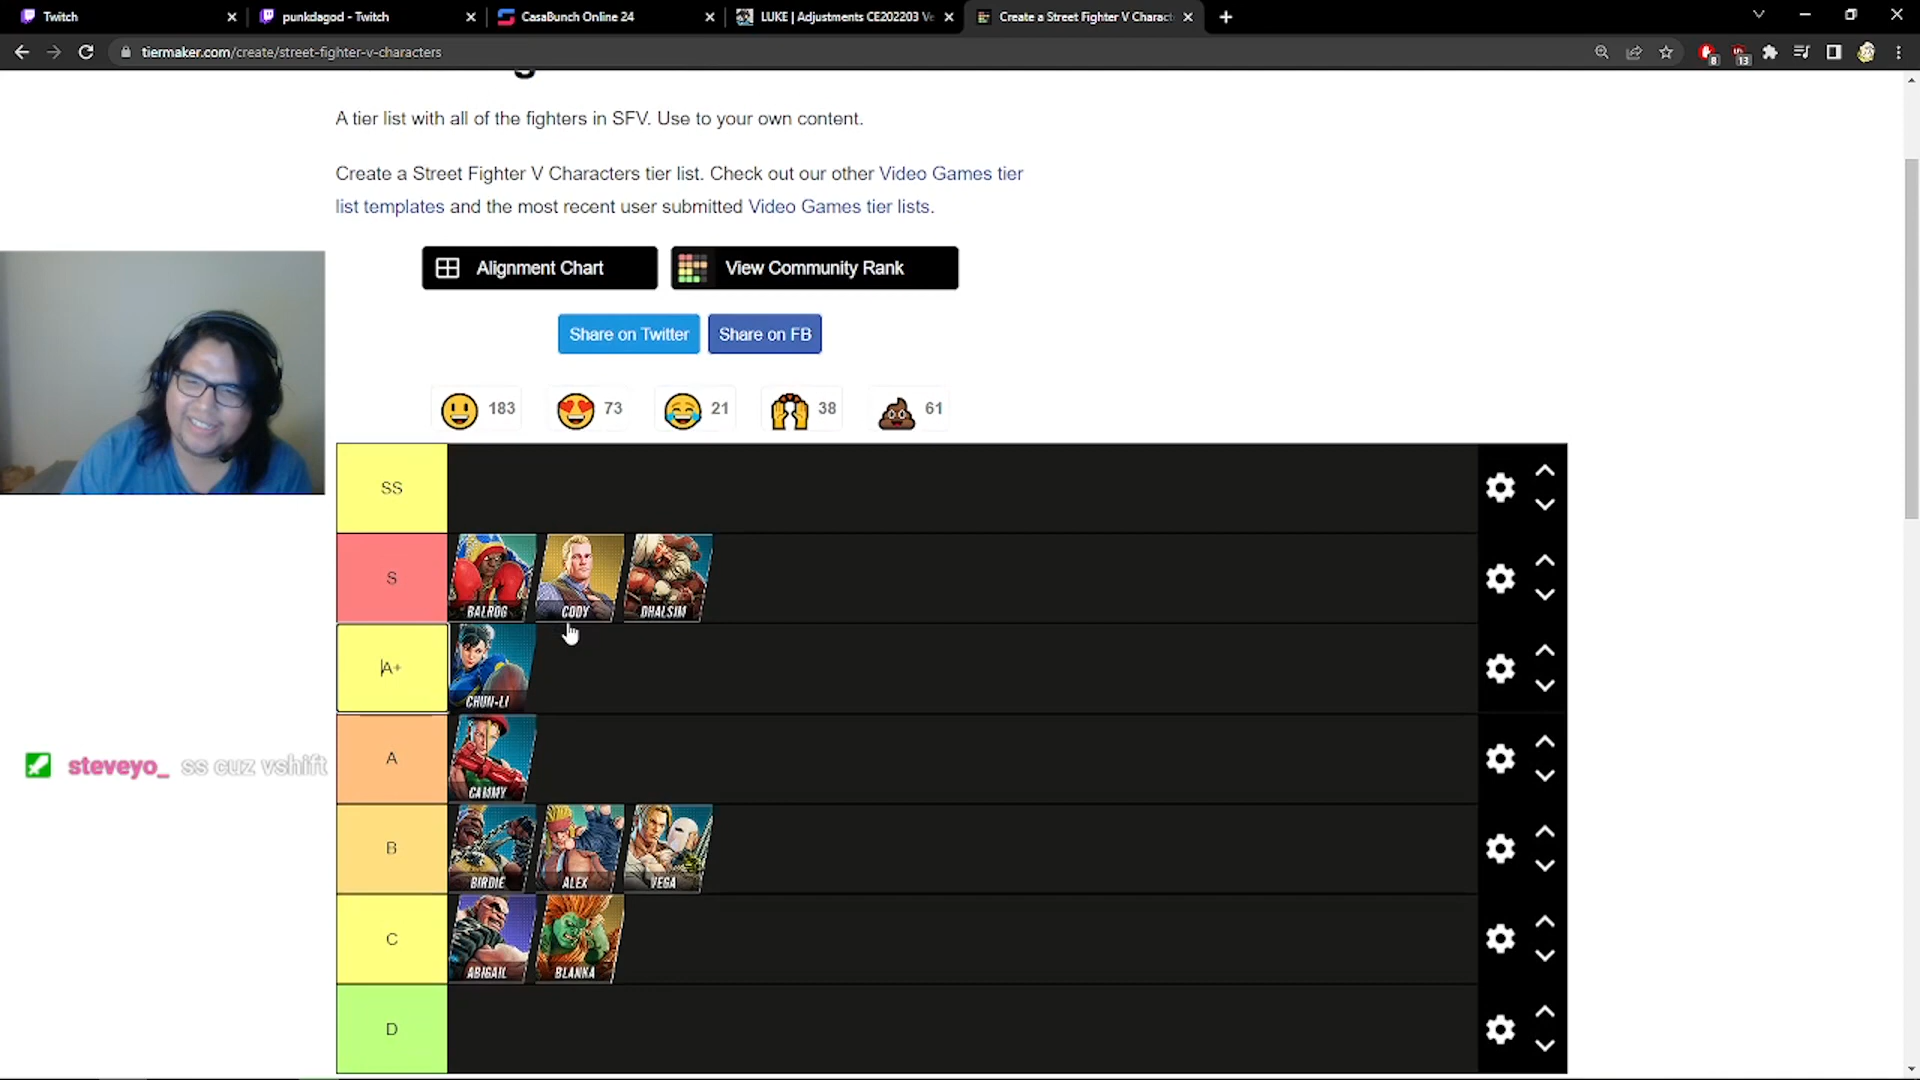 Twitch
punkdagod - Twitch
CasaBunch Online 24
LUKE | Adjustments CE202203 Ve
Create a Street Fighter V Charact
tiermaker.com/create/street-fighter-v-characters
8
13
A tier list with all of the fighters in SFV. Use to your own content.
Create a Street Fighter V Characters tier list. Check out our other Video Games tier
list templates and the most recent user submitted Video Games tier lists.
Alignment Chart
View Community Rank
Share on Twitter
Share on FB
183
73
21
38
61
SS
S
BALROG
CODY
DHALSIM
A+
CHUN-LI
steveyo_ ss cuz vshift
A
CAMMY
B
BIRDIE
ALEX
VEGA
C
ABIGAIL
BLANKA
D